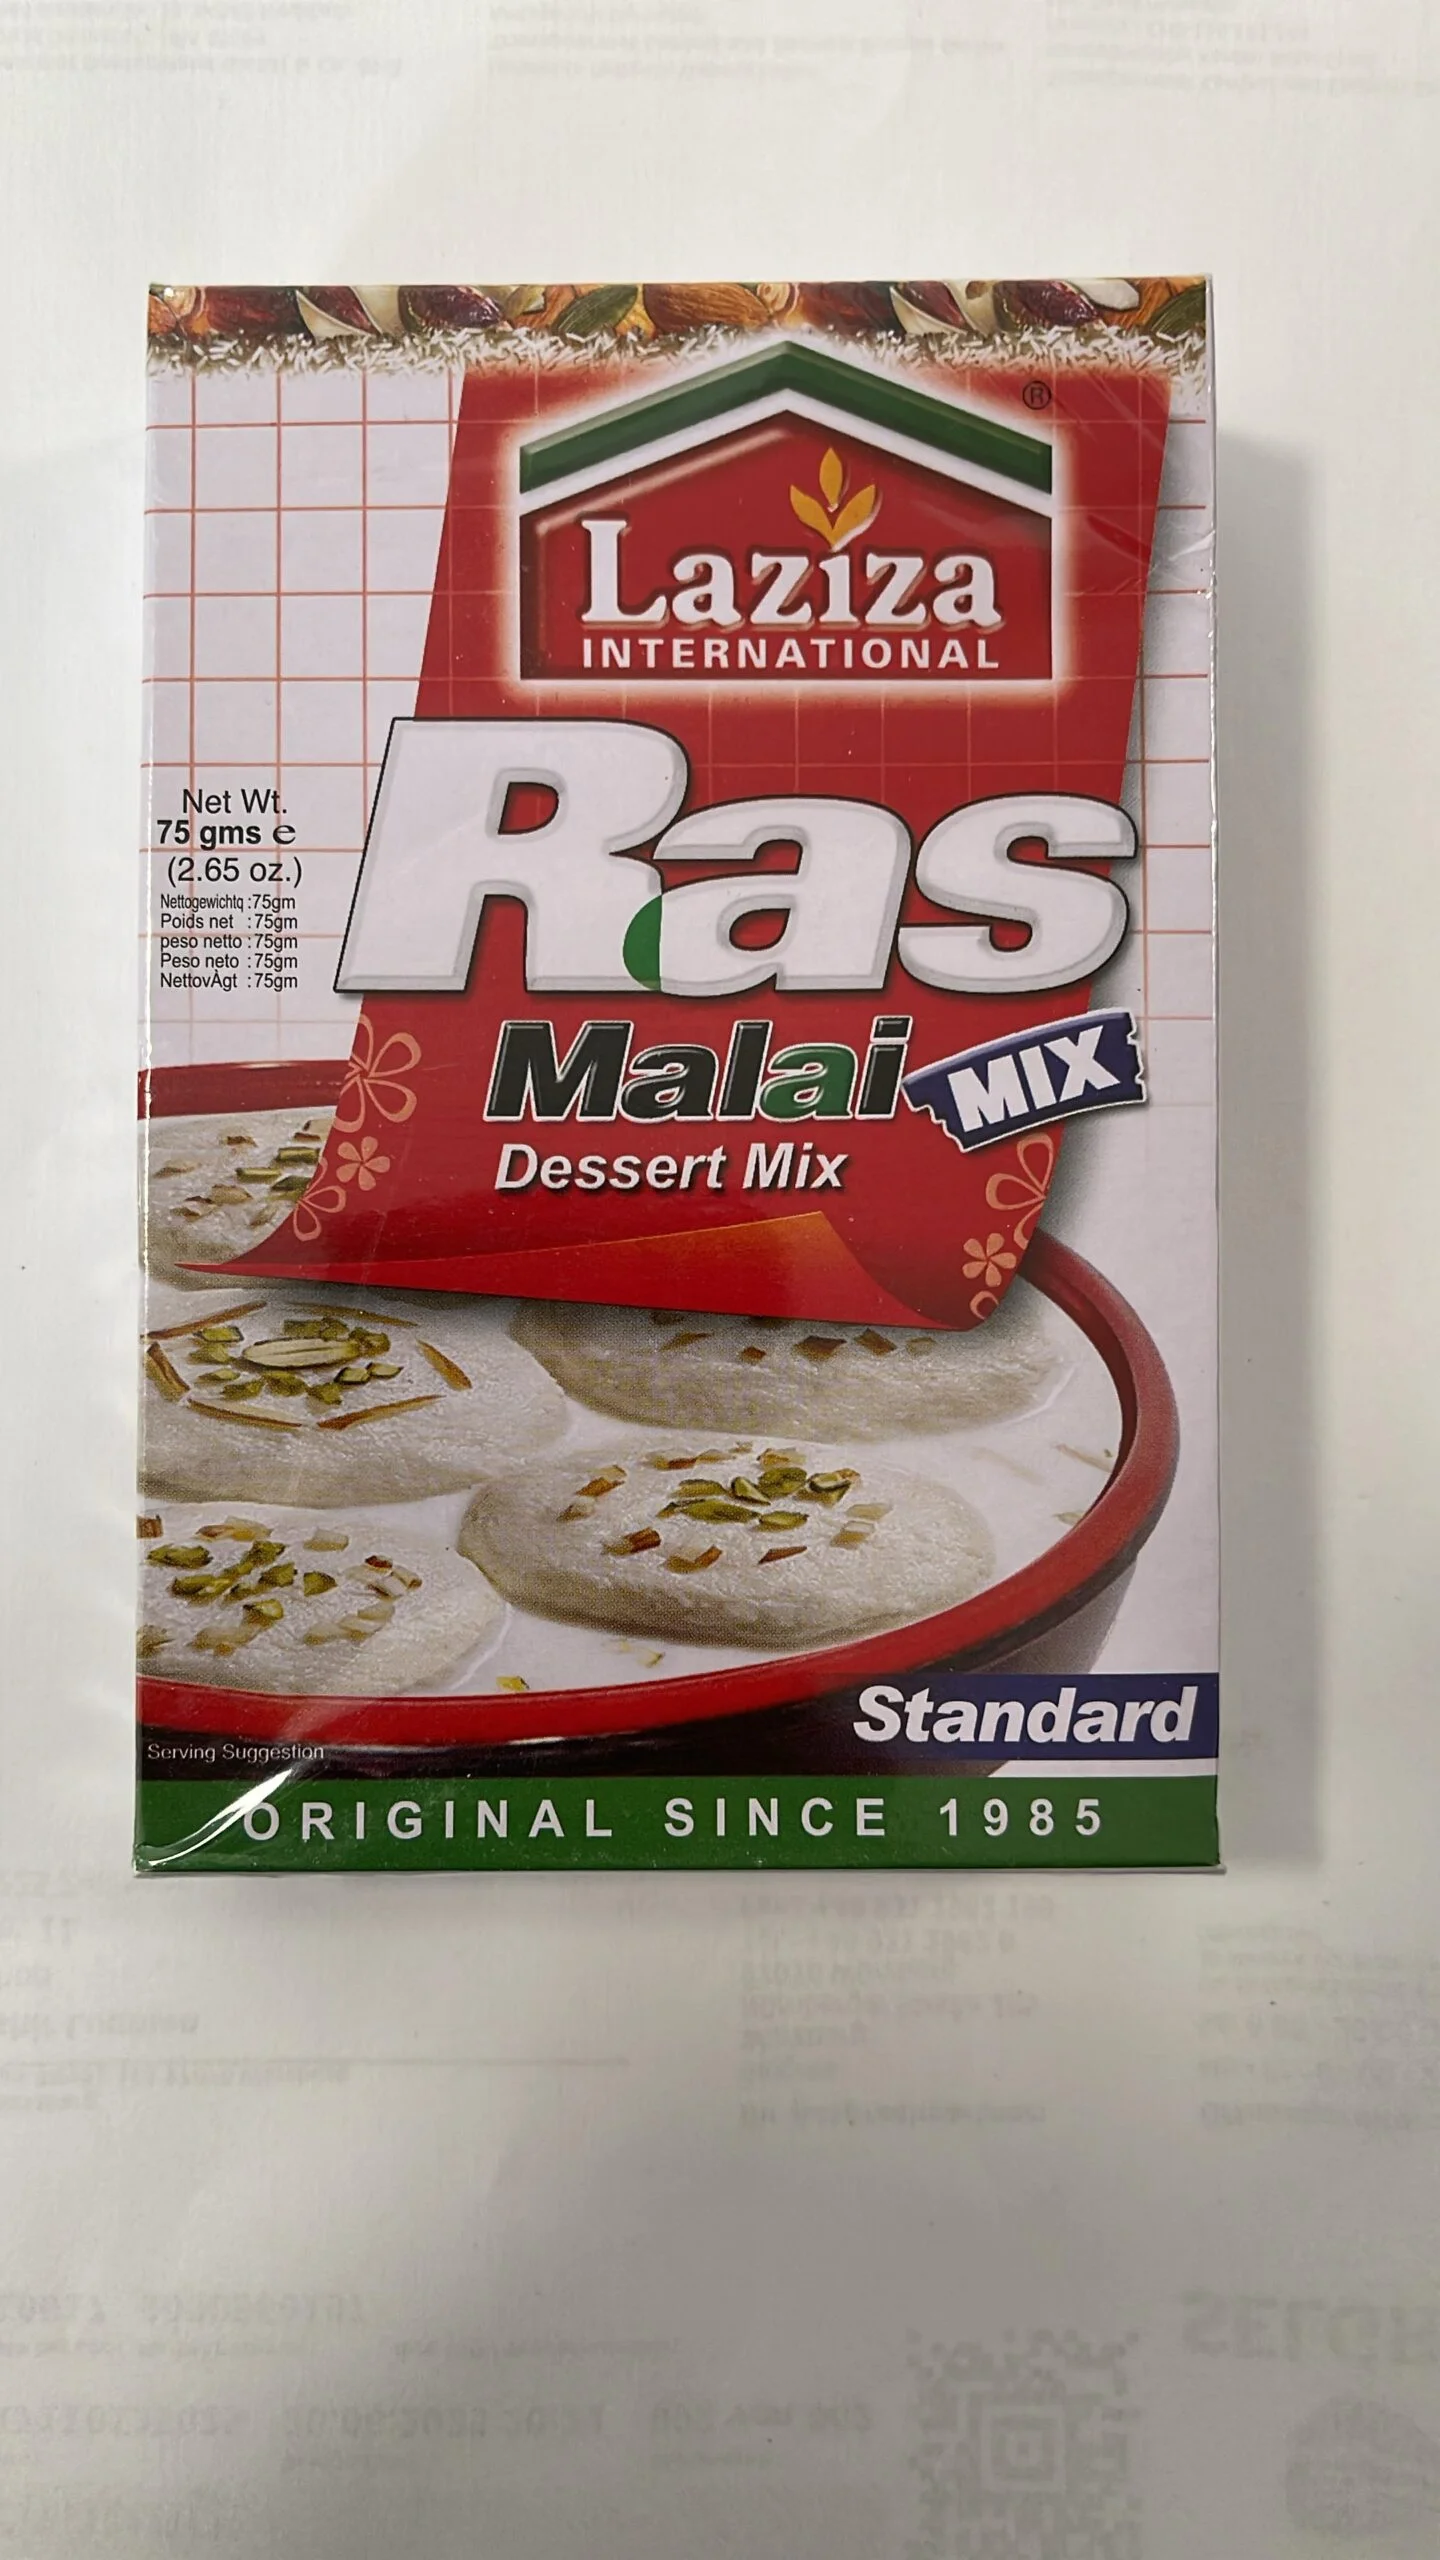 ®
Laziza
INTERNATIONAL
Ras
Malai MIX
Dessert Mix
Net Wt.
75 gms e
(2.65 oz.)
Nettogewichtq :75gm
Poids net :75gm
peso netto :75gm
Peso neto :75gm
NettovÀgt :75gm
Standard
Serving Suggestion
ORIGINAL SINCE 1985